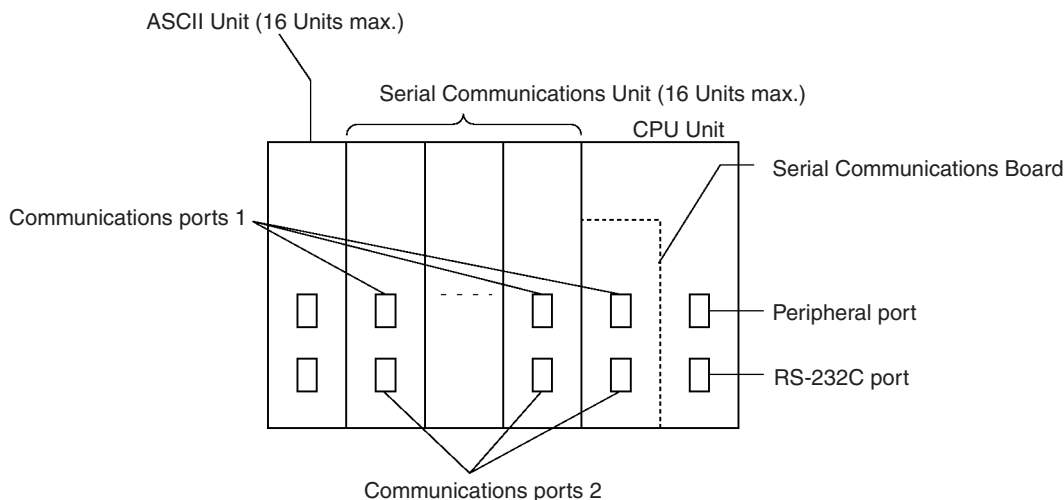 ASCII Unit (16 Units max.)
Serial Communications Unit (16 Units max.)
CPU Unit
Serial Communications Board
Communications ports 1
Peripheral port
RS-232C port
Communications ports 2